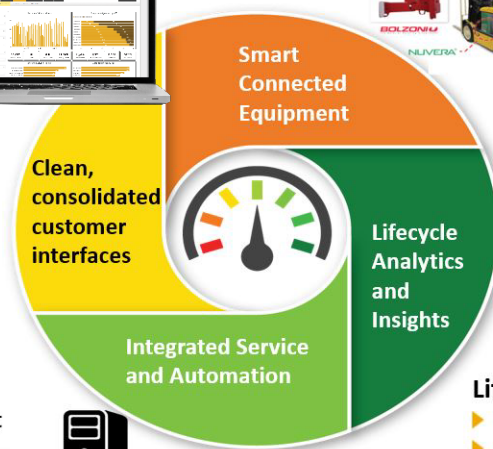 BOLZONI
NUVERA
Smart
Connected
Equipment
Clean,
consolidated
customer
interfaces
Lifecycle
Analytics
and
Insights
Integrated Service
and Automation